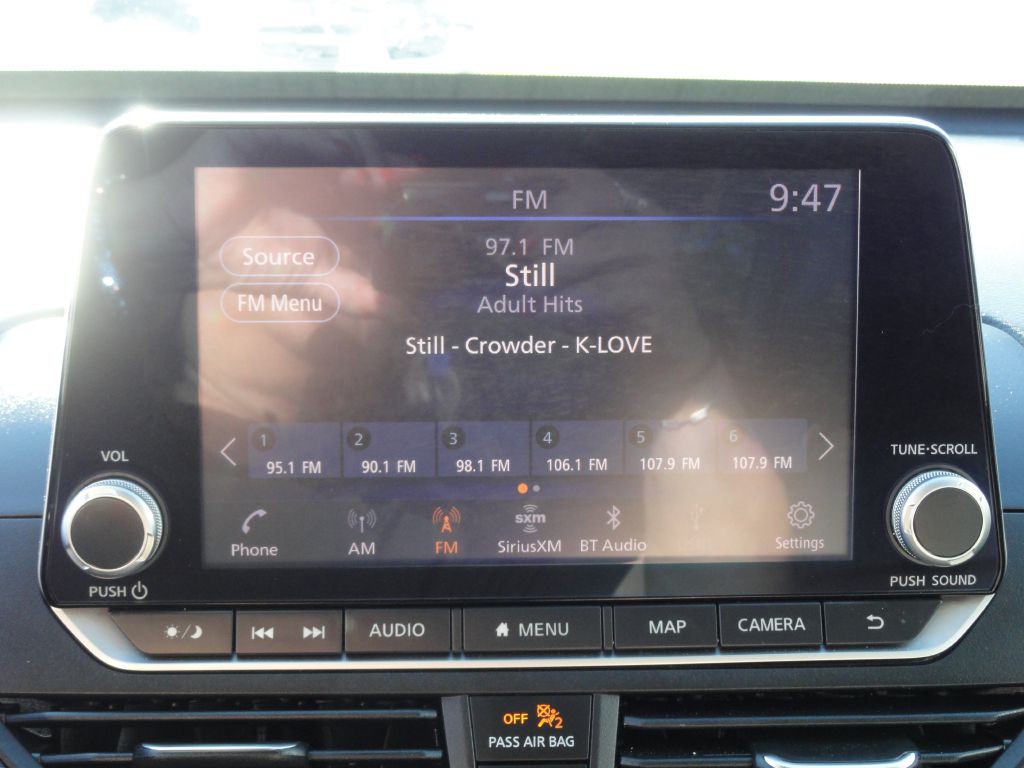 FM 9:47
Source
FM Menu
97.1 FM
Still
Adult Hits
Still - Crowder - K-LOVE
1 2 3 4 5 6
95.1 FM 90.1 FM 98.1 FM 106.1 FM 107.9 FM 107.9 FM
sxm
Phone AM FM SiriusXM BT Audio Settings
VOL
PUSH
TUNE·SCROLL
PUSH SOUND
AUDIO MENU MAP CAMERA
OFF 2
PASS AIR BAG